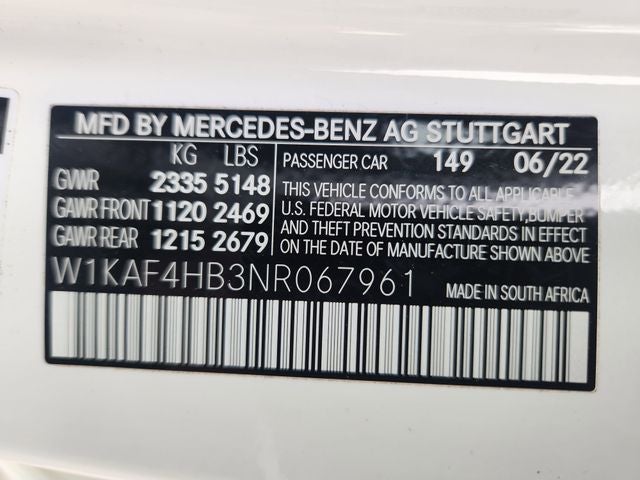 MFD BY MERCEDES-BENZ AG STUTTGART
KG LBS
GVWR 2335 5148
GAWR FRONT 1120 2469
GAWR REAR 1215 2679
PASSENGER CAR 149 06/22
THIS VEHICLE CONFORMS TO ALL APPLICABLE
U.S. FEDERAL MOTOR VEHICLE SAFETY, BUMPER
AND THEFT PREVENTION STANDARDS IN EFFECT
ON THE DATE OF MANUFACTURE SHOWN ABOVE.
W1KAF4HB3NR067961
MADE IN SOUTH AFRICA